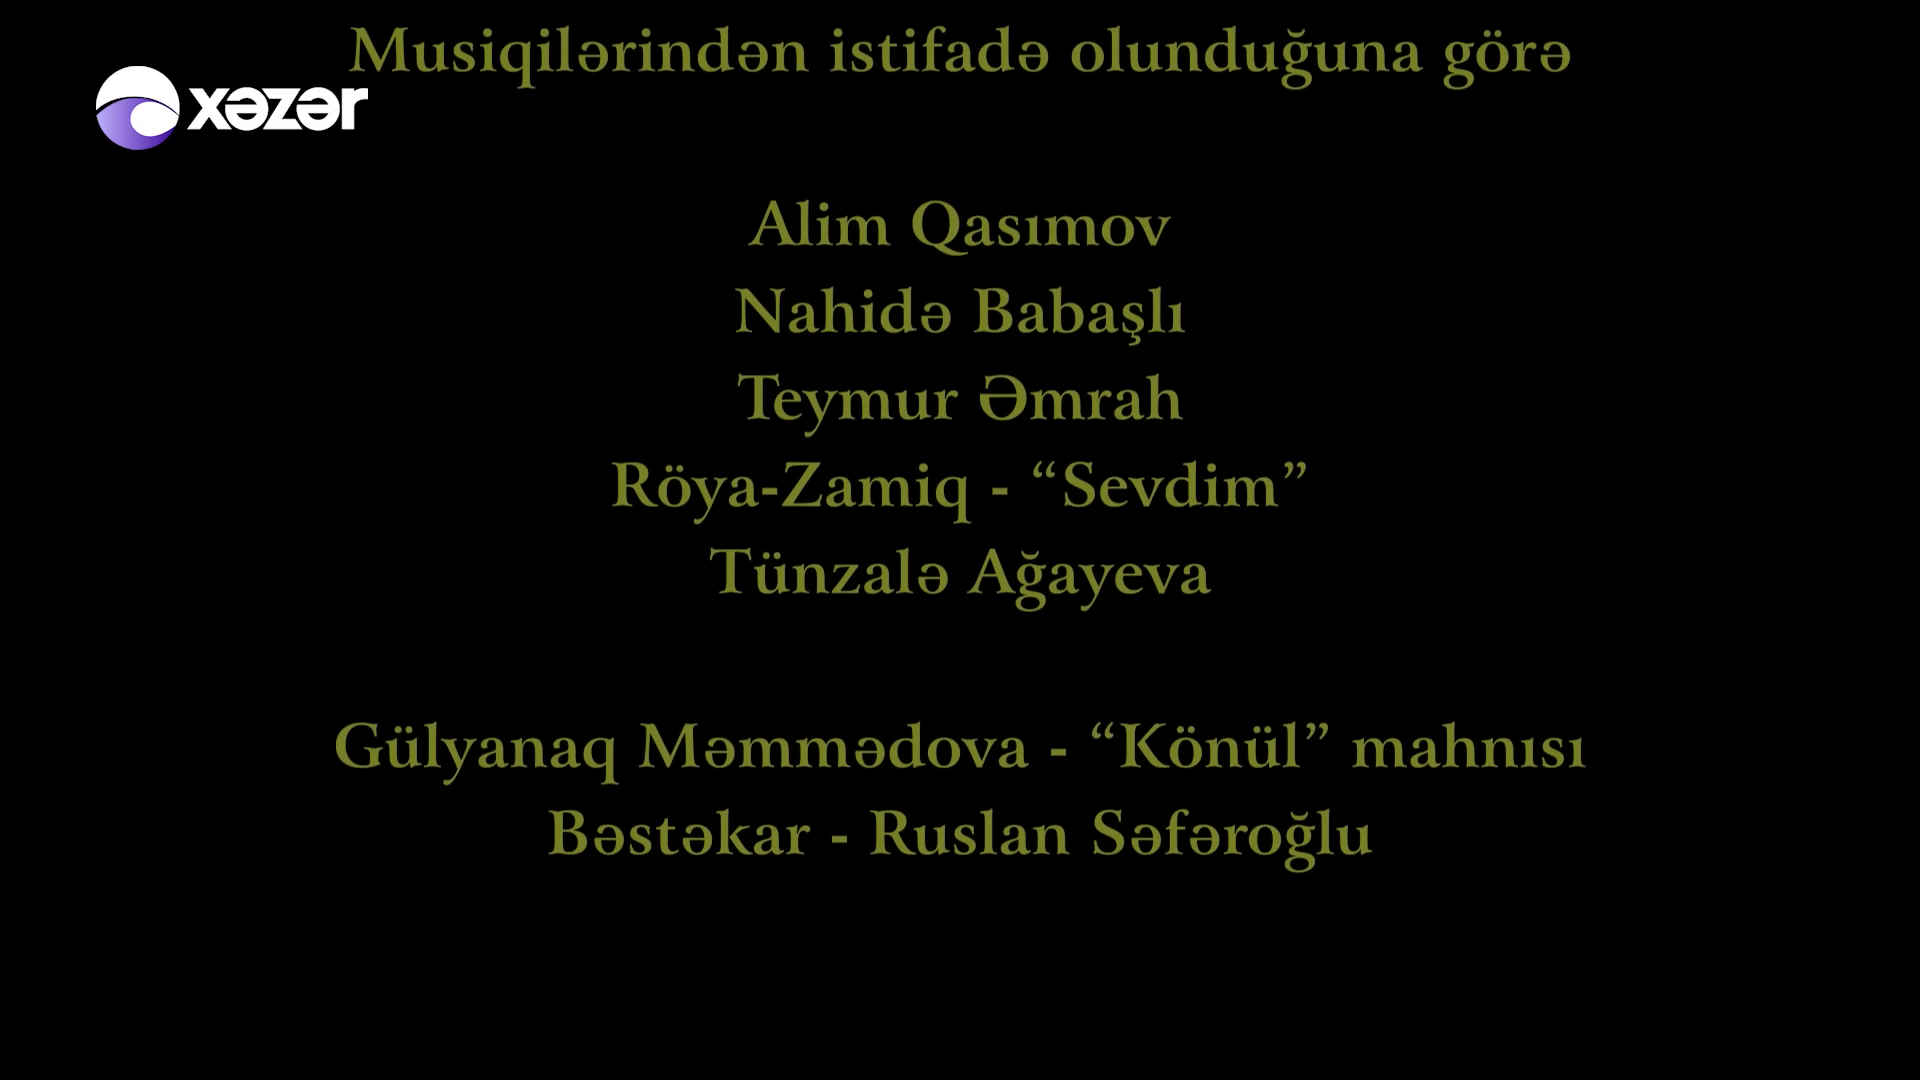 Musiqilərindən istifadə olunduğuna görə
xəzər
Alim Qasımov
Nahidə Babaşlı
Teymur Əmrah
Röya-Zamiq - “Sevdim”
Tünzalə Ağayeva
Gülyanaq Məmmədova - “Könül” mahnısı
Bəstəkar - Ruslan Səfəroğlu